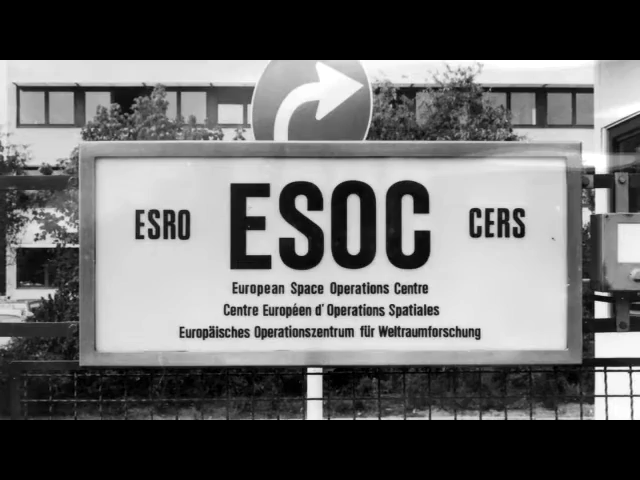 ESRO ESOC CERS
European Space Operations Centre
Centre Européen d'Operations Spatiales
Europäisches Operationszentrum für Weltraumforschung